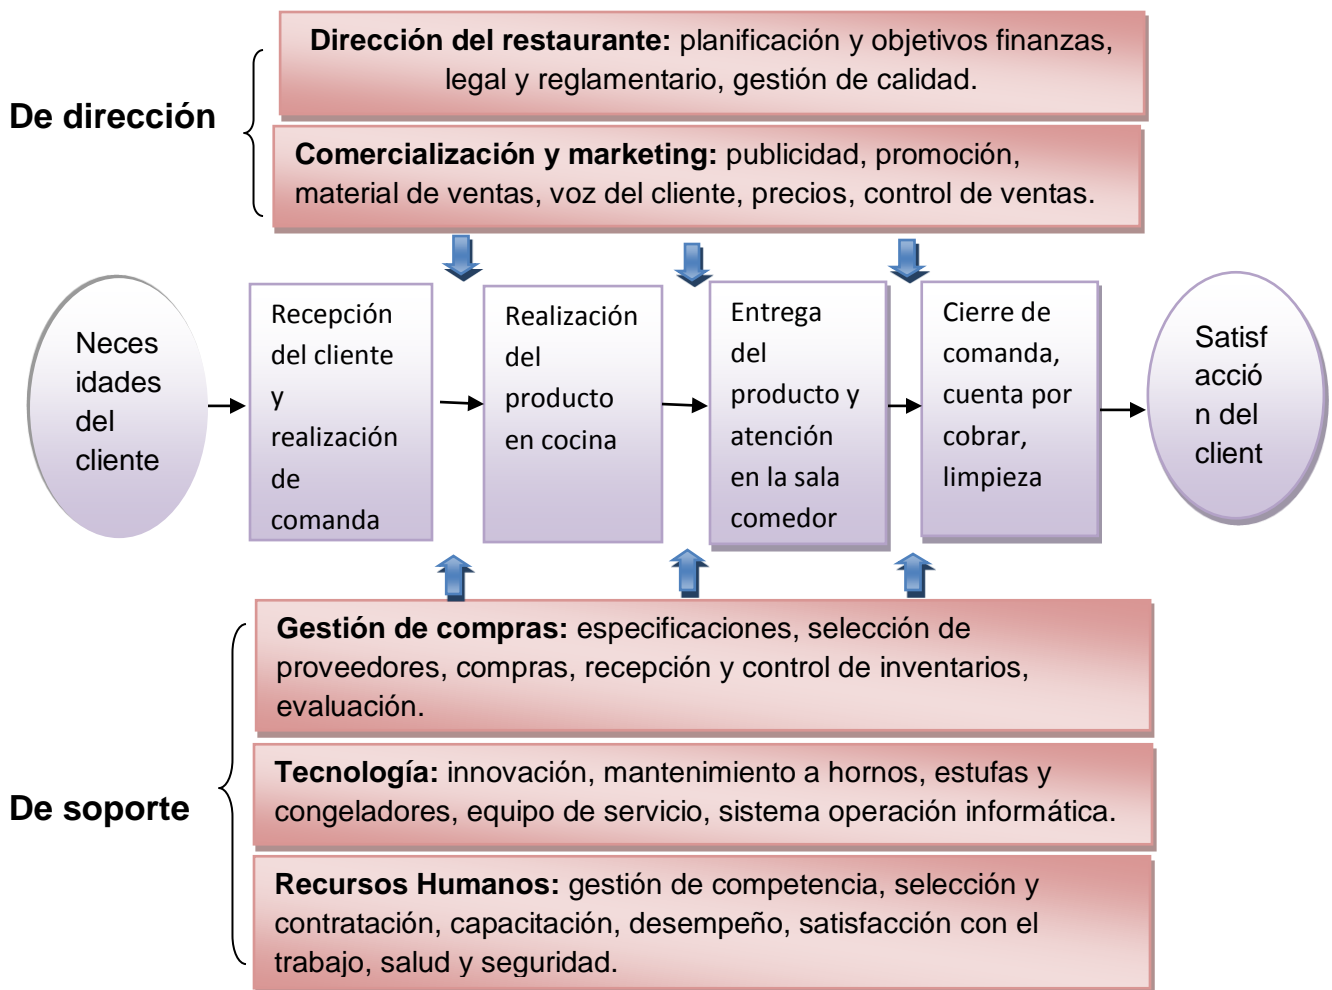 Dirección del restaurante: planificación y objetivos finanzas,
legal y reglamentario, gestión de calidad.
De dirección
Comercialización y marketing: publicidad, promoción,
material de ventas, voz del cliente, precios, control de ventas.
Neces
idades
del
cliente
Recepción
del cliente
y
realización
de
comanda
Realización
del
producto
en cocina
Entrega
del
producto y
atención
en la sala
comedor
Cierre de
comanda,
cuenta por
cobrar,
limpieza
Satisf
acció
n del
client
Gestión de compras: especificaciones, selección de
proveedores, compras, recepción y control de inventarios,
evaluación.
De soporte
Tecnología: innovación, mantenimiento a hornos, estufas y
congeladores, equipo de servicio, sistema operación informática.
Recursos Humanos: gestión de competencia, selección y
contratación, capacitación, desempeño, satisfacción con el
trabajo, salud y seguridad.